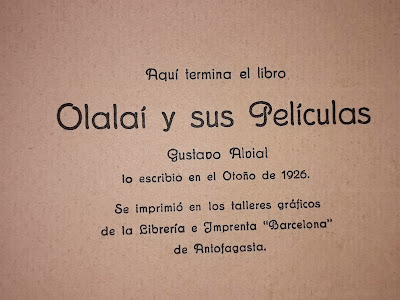 Aquí termina el libro
Olalaí y sus Películas
Gustavo Alvial
lo escribio en el Otoño de 1926.
Se imprimió en los talleres gráficos
de la Librería e Imprenta "Barcelona"
de Antofagasta.